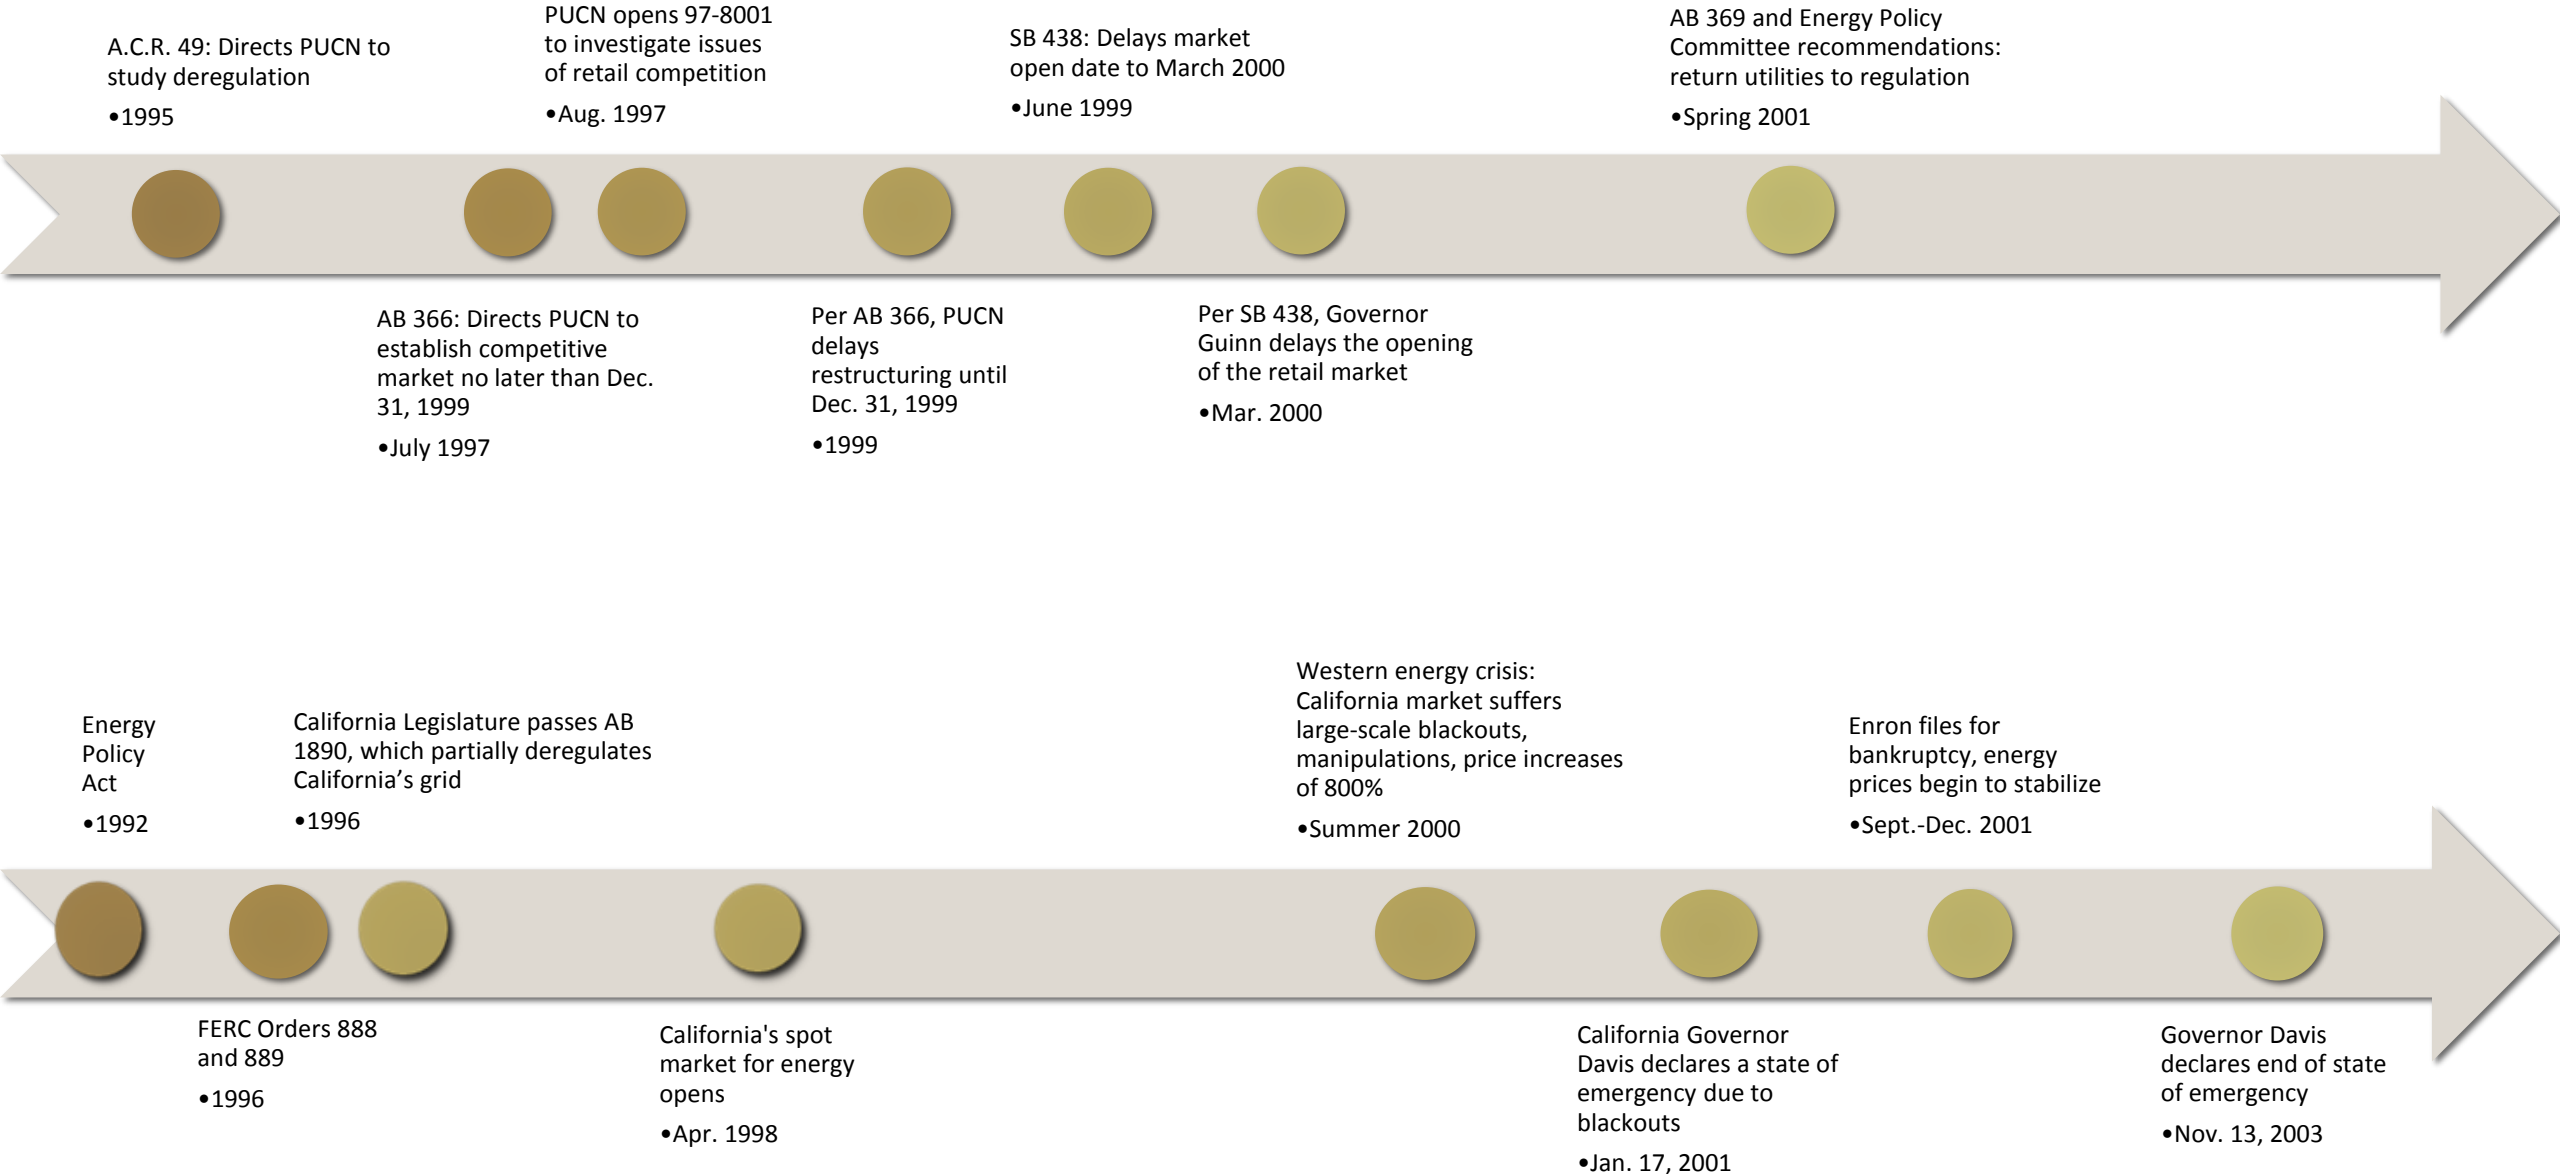 A.C.R. 49: Directs PUCN to
study deregulation
•1995
PUCN opens 97-8001
to investigate issues
of retail competition
•Aug. 1997
SB 438: Delays market
open date to March 2000
•June 1999
AB 369 and Energy Policy
Committee recommendations:
return utilities to regulation
•Spring 2001
AB 366: Directs PUCN to
establish competitive
market no later than Dec.
31, 1999
•July 1997
Per AB 366, PUCN
delays
restructuring until
Dec. 31, 1999
•1999
Per SB 438, Governor
Guinn delays the opening
of the retail market
•Mar. 2000
Energy
Policy
Act
•1992
California Legislature passes AB
1890, which partially deregulates
California’s grid
•1996
Western energy crisis:
California market suffers
large-scale blackouts,
manipulations, price increases
of 800%
•Summer 2000
Enron files for
bankruptcy, energy
prices begin to stabilize
•Sept.-Dec. 2001
FERC Orders 888
and 889
•1996
California's spot
market for energy
opens
•Apr. 1998
California Governor
Davis declares a state of
emergency due to
blackouts
•Jan. 17, 2001
Governor Davis
declares end of state
of emergency
•Nov. 13, 2003